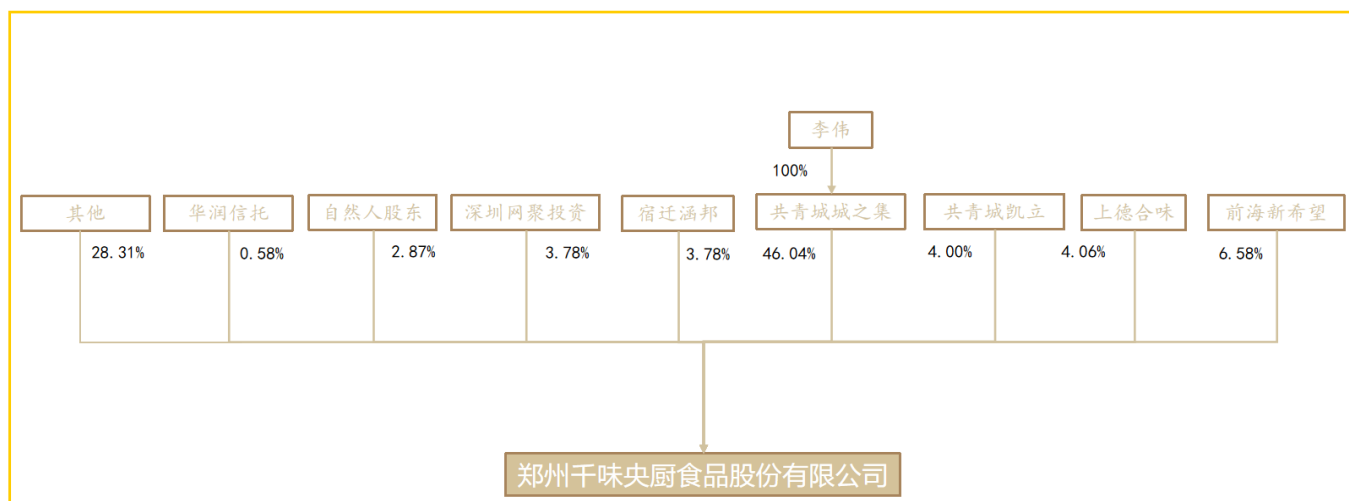 李伟
100%
其他
华润信托
自然人股东
深圳网聚投资
宿迁涵邦
共青城城之集
共青城凯立
上德合味
前海新希望
28.31%
0.58%
2.87%
3.78%
3.78%
46.04%
4.00%
4.06%
6.58%
郑州千味央厨食品股份有限公司